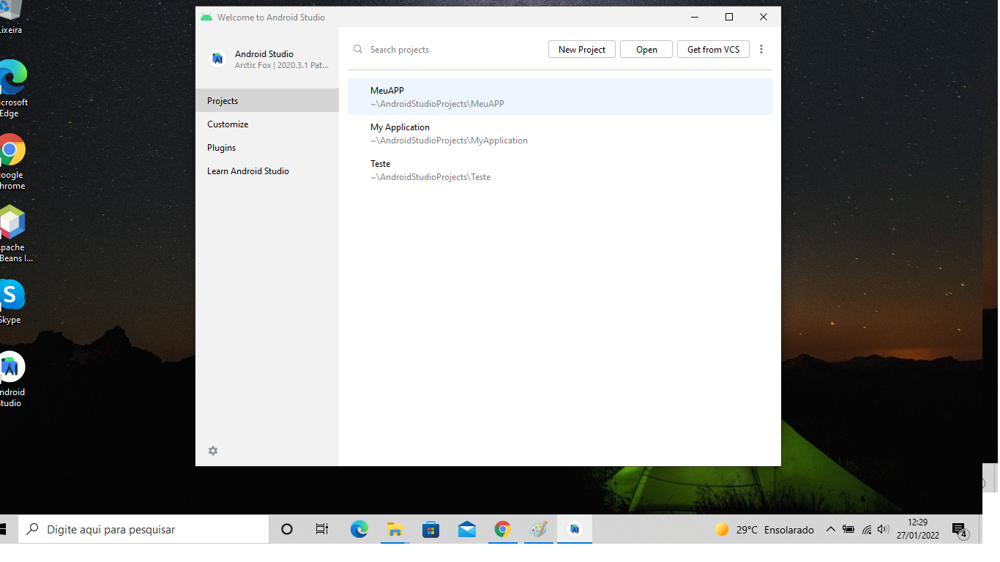 Welcome to Android Studio
Android Studio
Arctic Fox | 2020.3.1 Pat...
Search projects
New Project
Open
Get from VCS
Projects
Customize
Plugins
Learn Android Studio
MeuAPP
~\AndroidStudioProjects\MeuAPP
My Application
~\AndroidStudioProjects\MyApplication
Teste
~\AndroidStudioProjects\Teste
ixeira
icrosoft
Edge
oogle
hrome
pache
Beans I...
S
Skype
ndroid
Studio
Digite aqui para pesquisar
29°C Ensolarado
12:29
27/01/2022
4